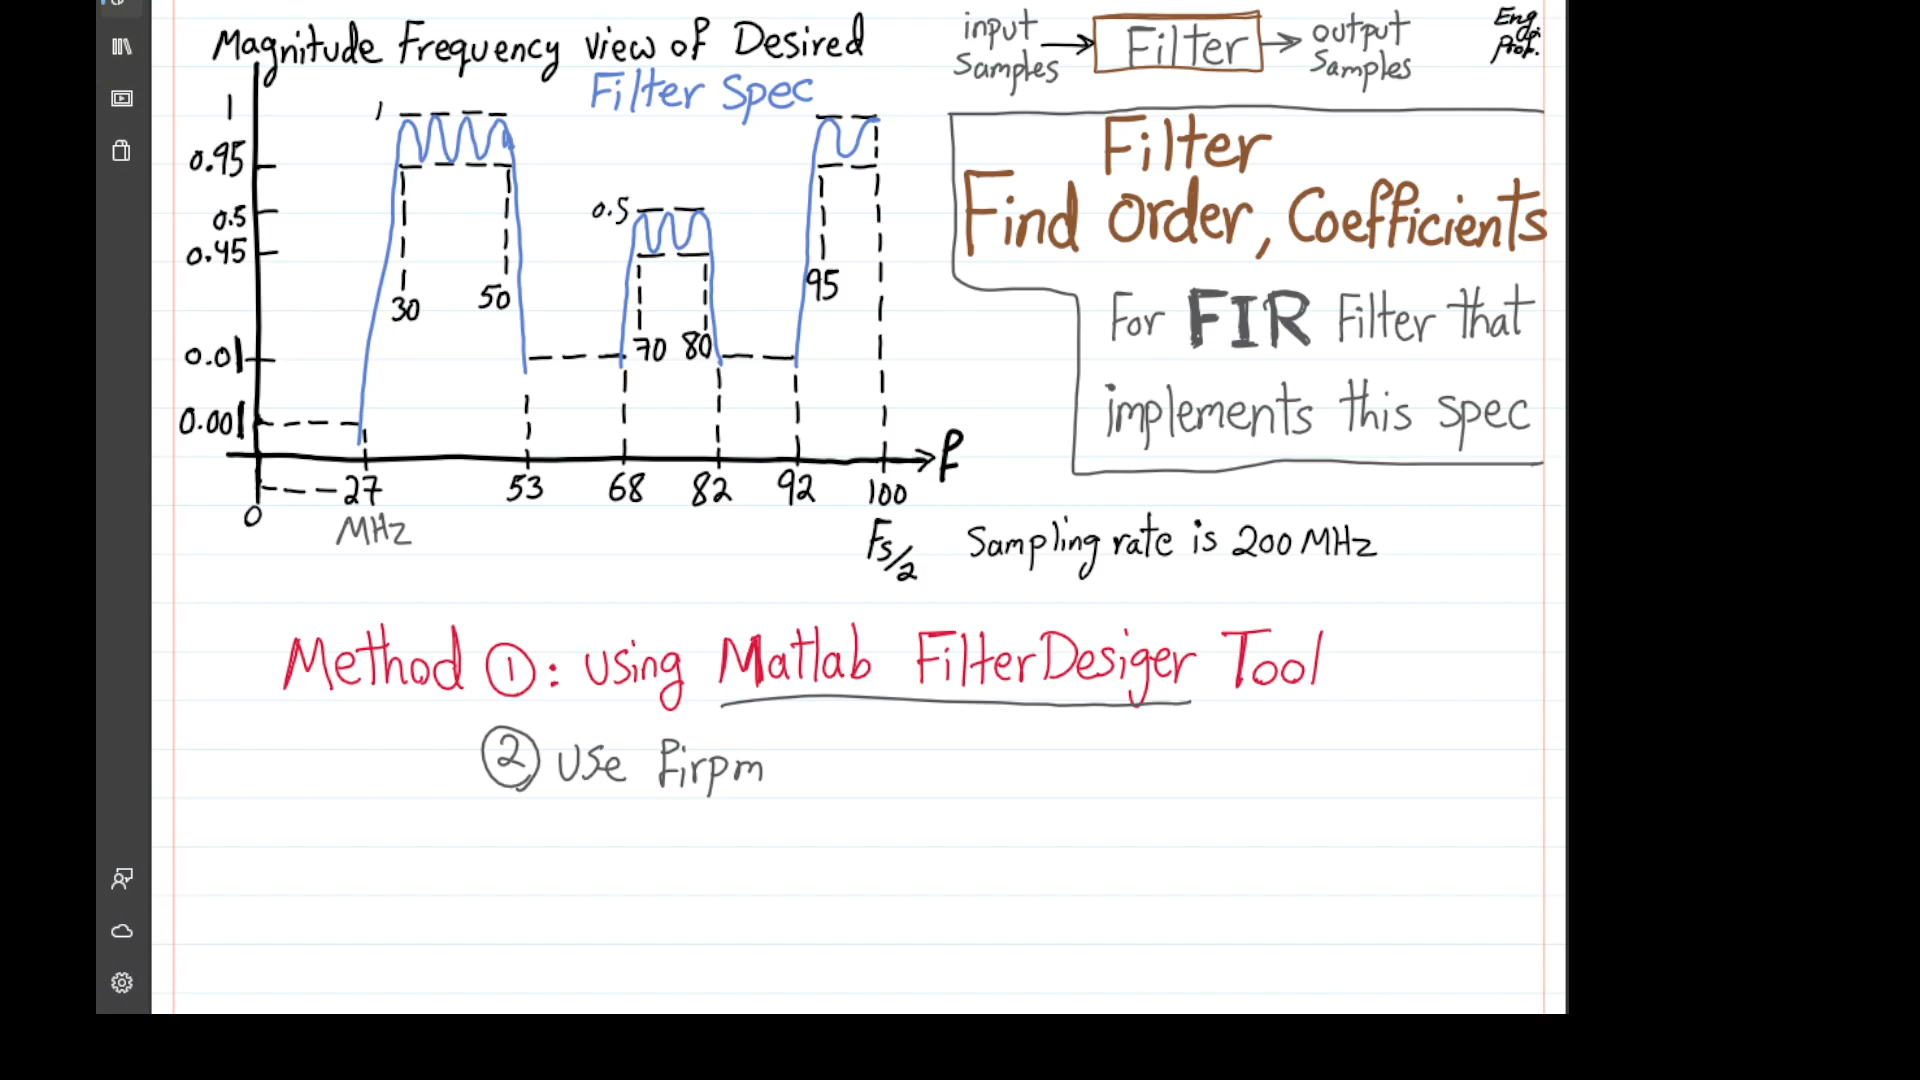 Magnitude Frequency view of Desired
Filter Spec
1
1
0.95
0.5
0.5
0.45
0.01
0.001
30
50
70
80
95
f
0
27
53
68
82
92
100
MHz
Fs/2
input
Samples
Filter
output
Samples
Eng.
Prof.
Filter
Find Order, Coefficients
For FIR Filter that
implements this spec
Sampling rate is 200 MHz
Method 1: using Matlab FilterDesiger Tool
2 Use Firpm